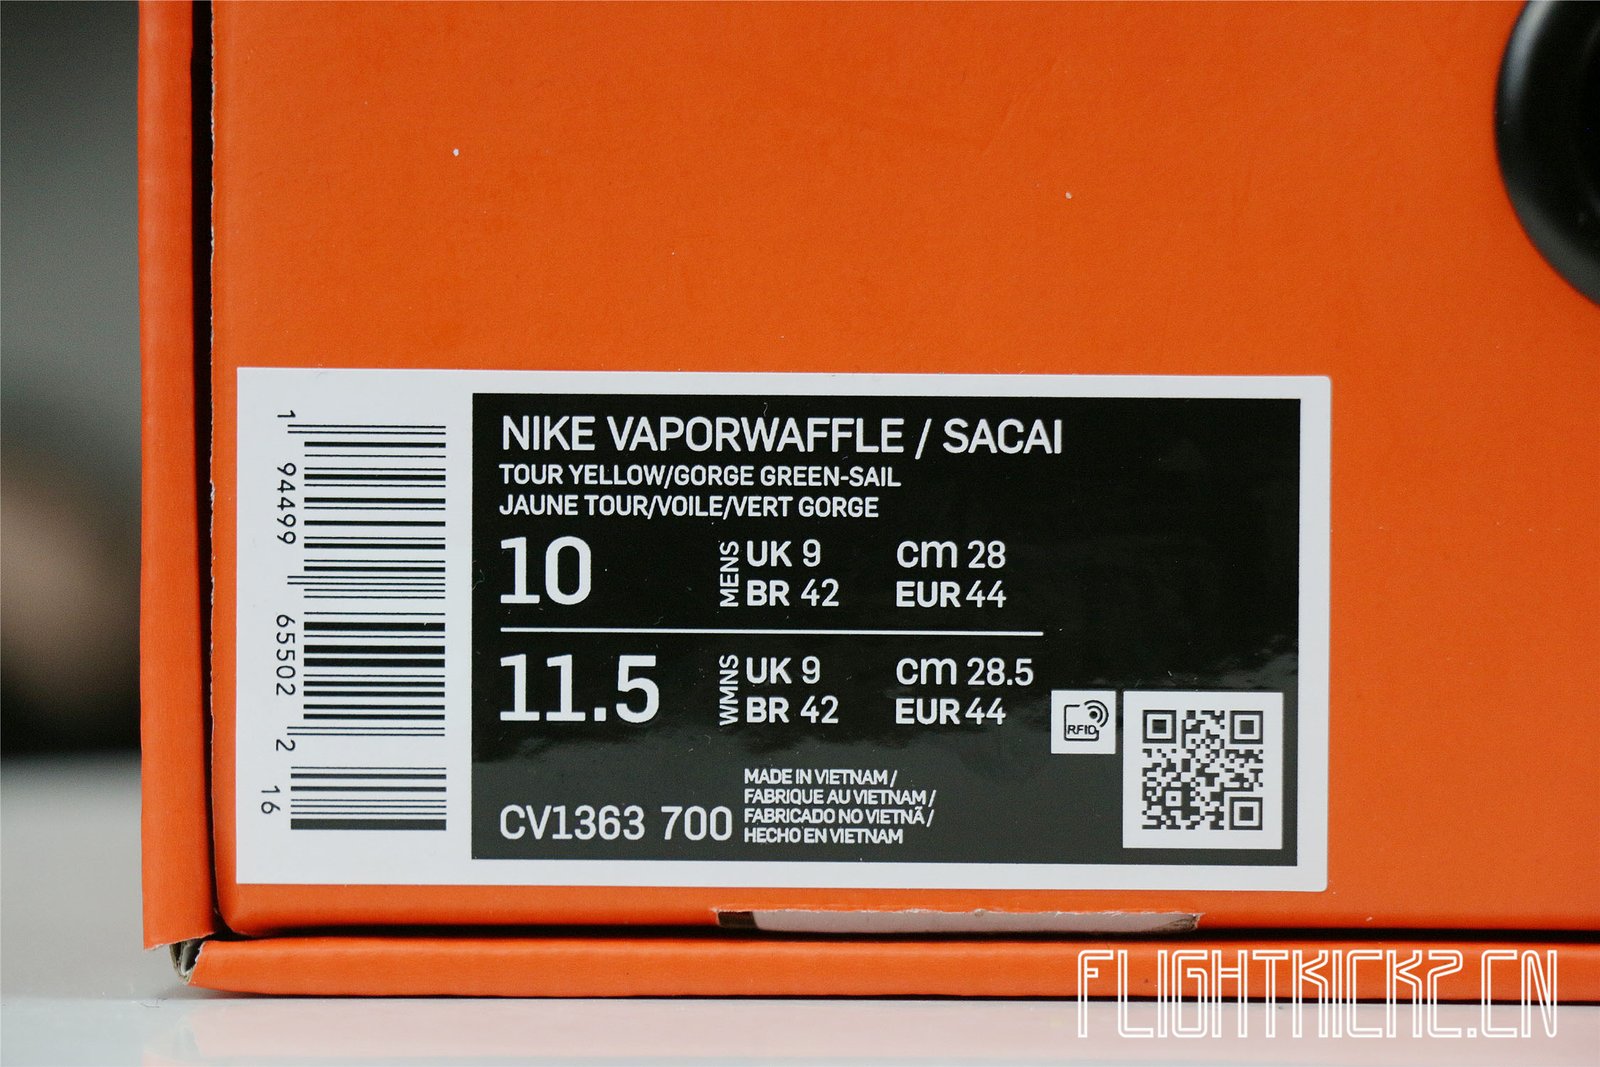 1 94499 65502 2 16
NIKE VAPORWAFFLE / SACAI
TOUR YELLOW/GORGE GREEN-SAIL
JAUNE TOUR/VOILE/VERT GORGE
10 MENS UK 9 cm 28
BR 42 EUR 44
11.5 WMNS UK 9 cm 28.5
BR 42 EUR 44
RFID
CV1363 700
MADE IN VIETNAM /
FABRIQUE AU VIETNAM /
FABRICADO NO VIETNÃ /
HECHO EN VIETNAM
FLIGHTKICKZ.CN